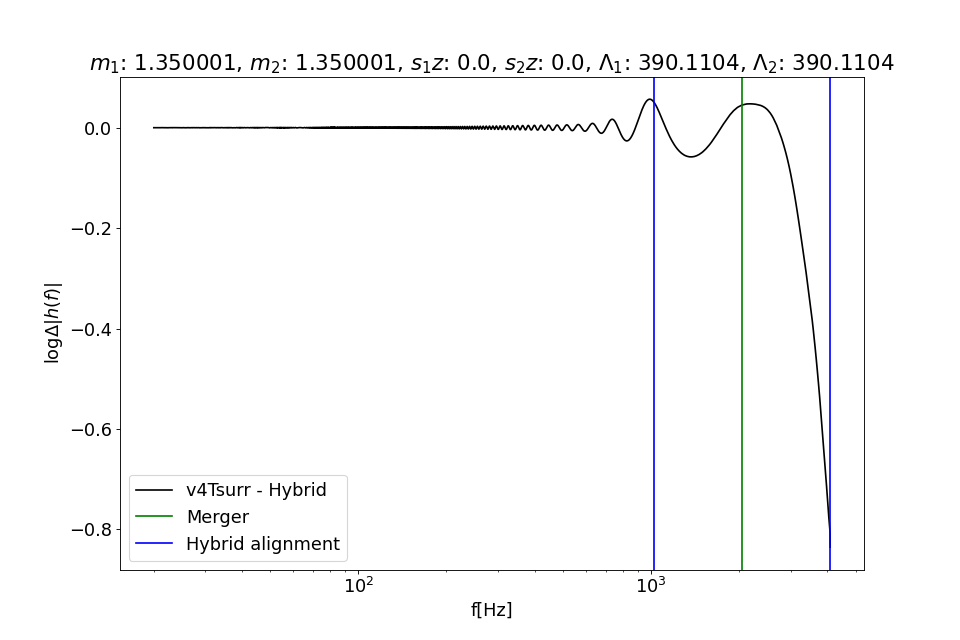 m₁: 1.350001, m₂: 1.350001, s₁z: 0.0, s₂z: 0.0, Λ₁: 390.1104, Λ₂: 390.1104
0.0
−0.2
−0.4
−0.6
−0.8
logΔ|h(f)|
v4Tsurr - Hybrid
Merger
Hybrid alignment
10²
10³
f[Hz]